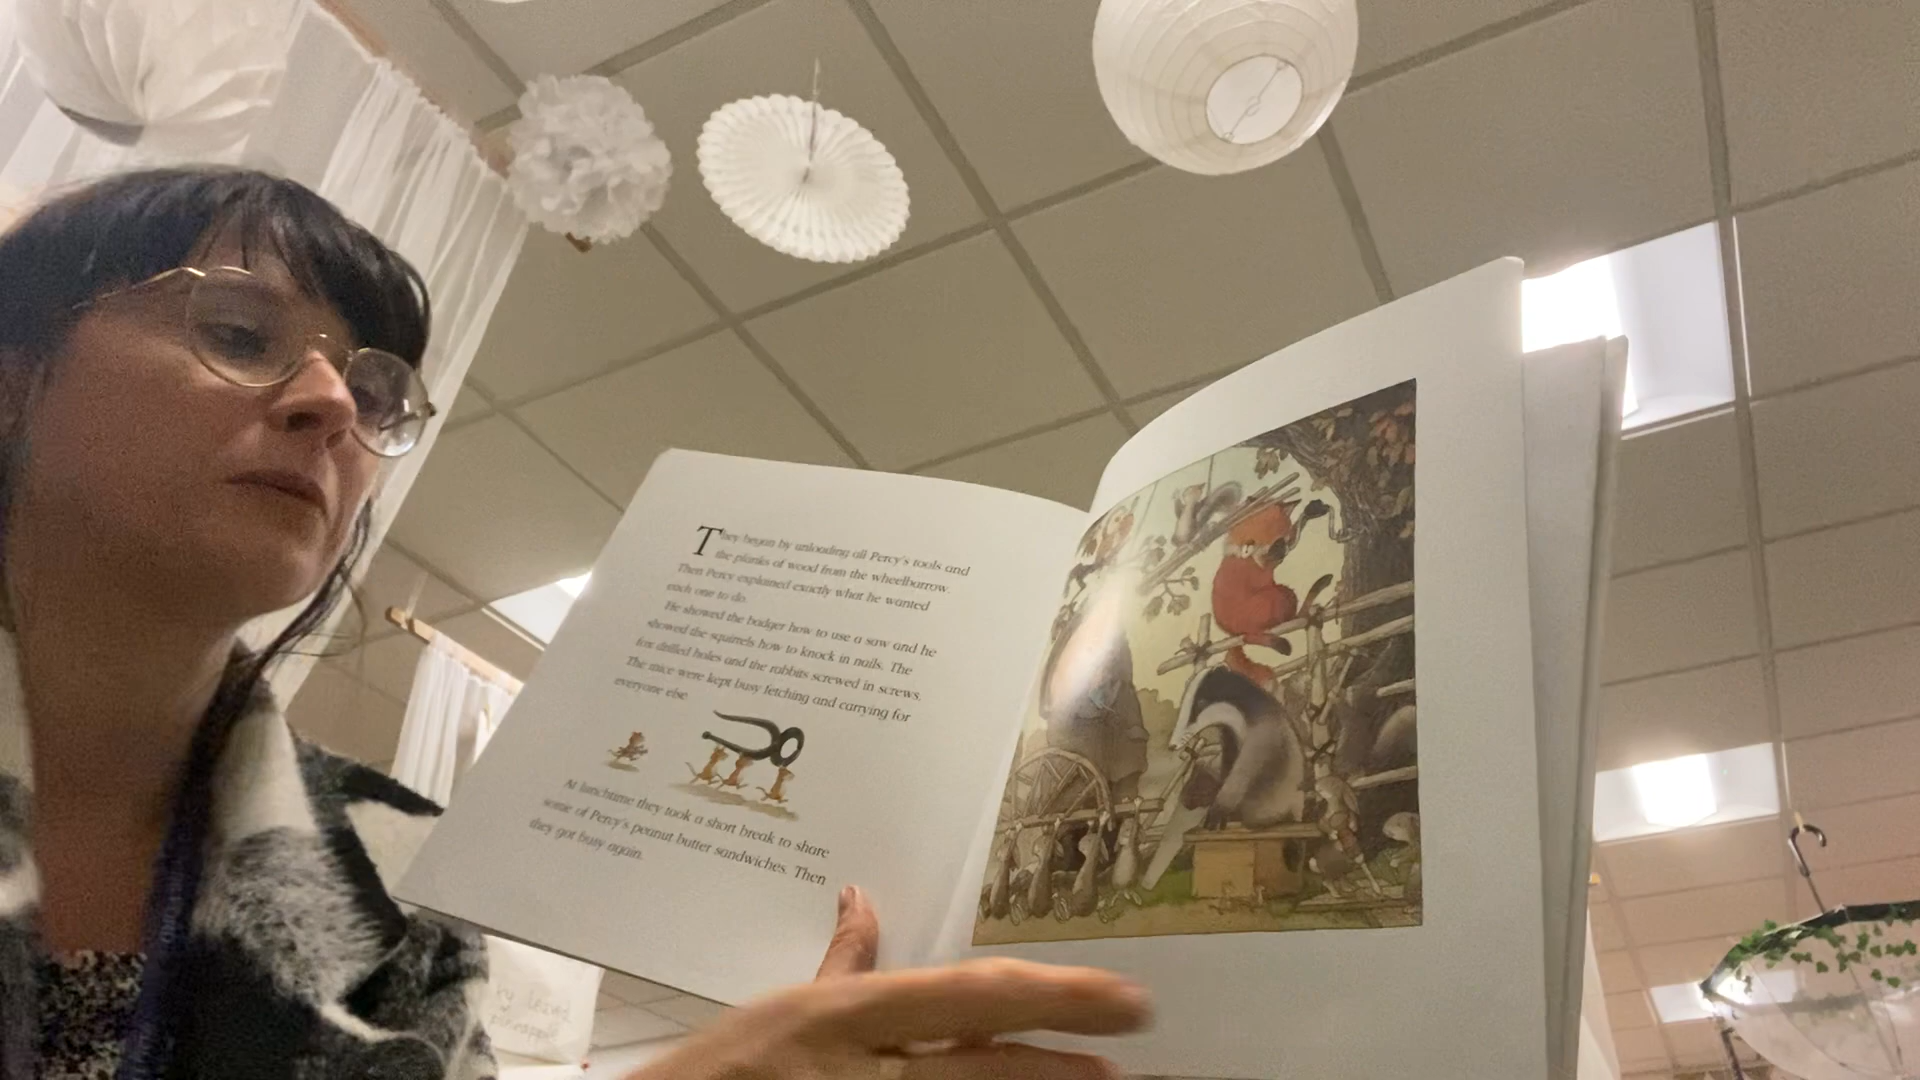 They began by unloading all Percy's tools and
the planks of wood from the wheelbarrow.
Then Percy explained exactly what he wanted
each one to do.
He showed the badger how to use a saw and he
showed the squirrels how to knock in nails. The
fox drilled holes and the rabbits screwed in screws.
The mice were kept busy fetching and carrying for
everyone else.
At lunchtime they took a short break to share
some of Percy's peanut butter sandwiches. Then
they got busy again.